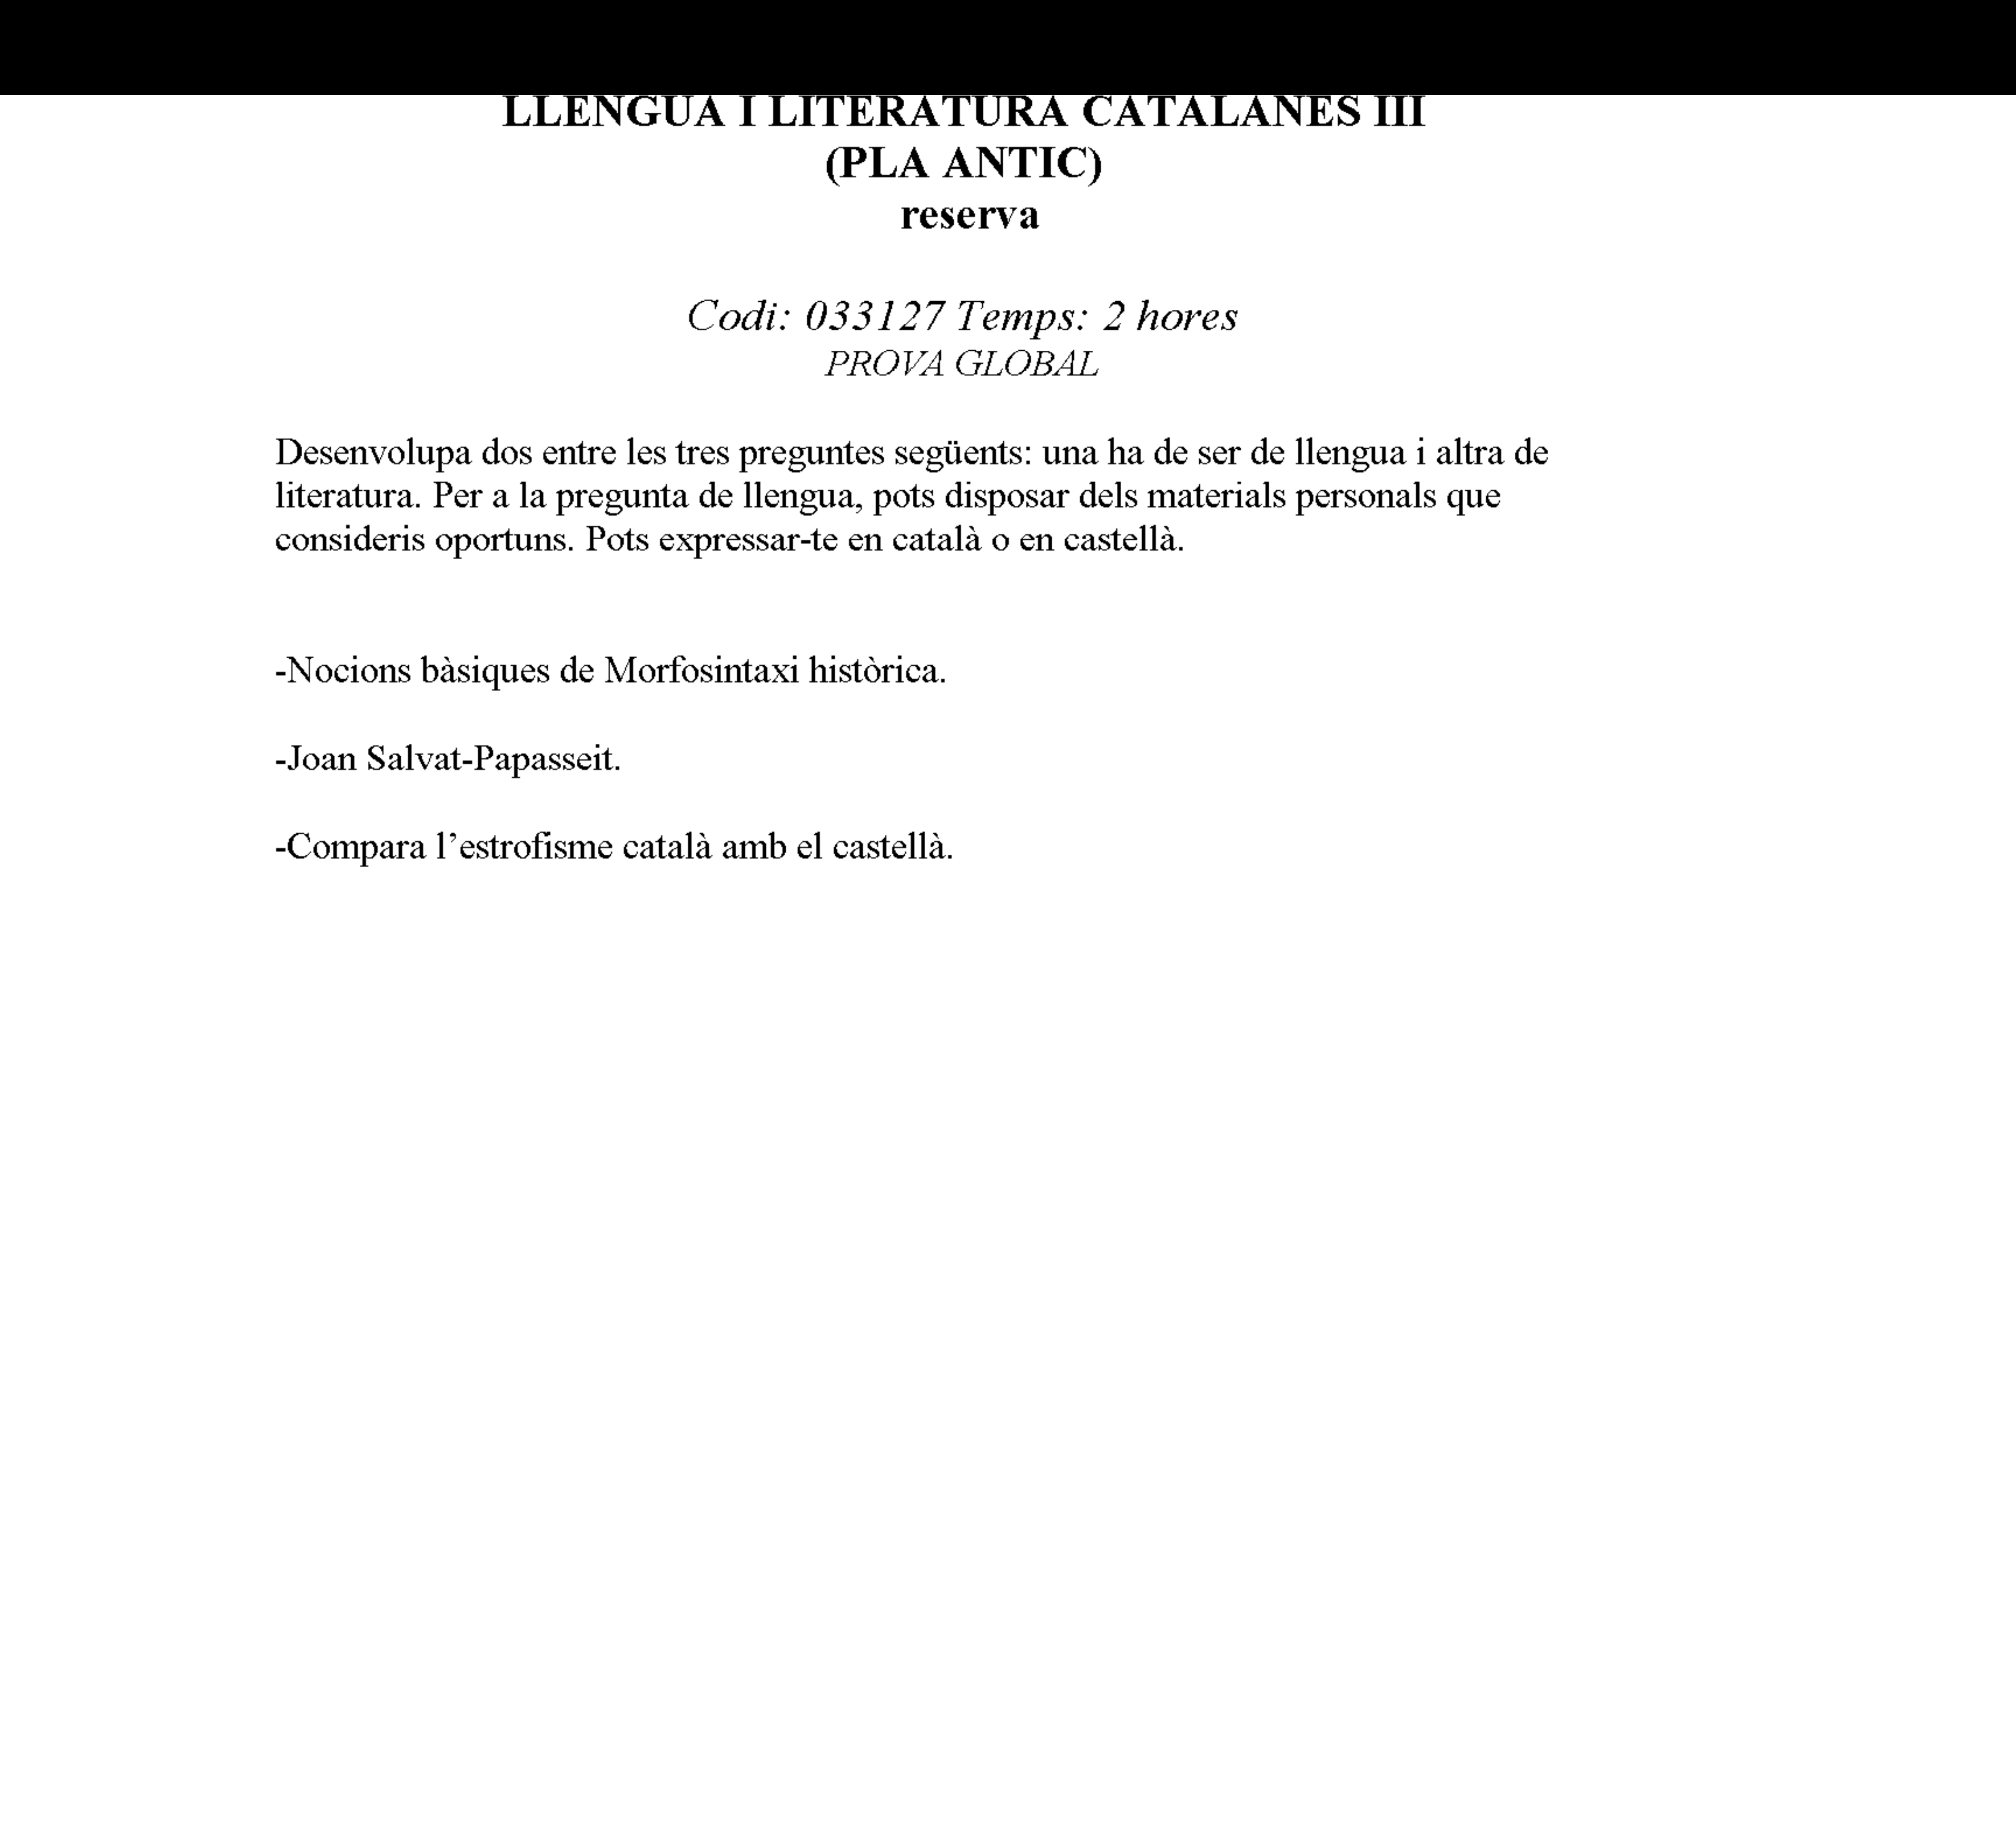 LLENGUA I LITERATURA CATALANES III
(PLA ANTIC)
reserva
Codi: 033127 Temps: 2 hores
PROVA GLOBAL
Desenvolupa dos entre les tres preguntes següents: una ha de ser de llengua i altra de
literatura. Per a la pregunta de llengua, pots disposar dels materials personals que
consideris oportuns. Pots expressar-te en català o en castellà.
-Nocions bàsiques de Morfosintaxi històrica.
-Joan Salvat-Papasseit.
-Compara l’estrofisme català amb el castellà.